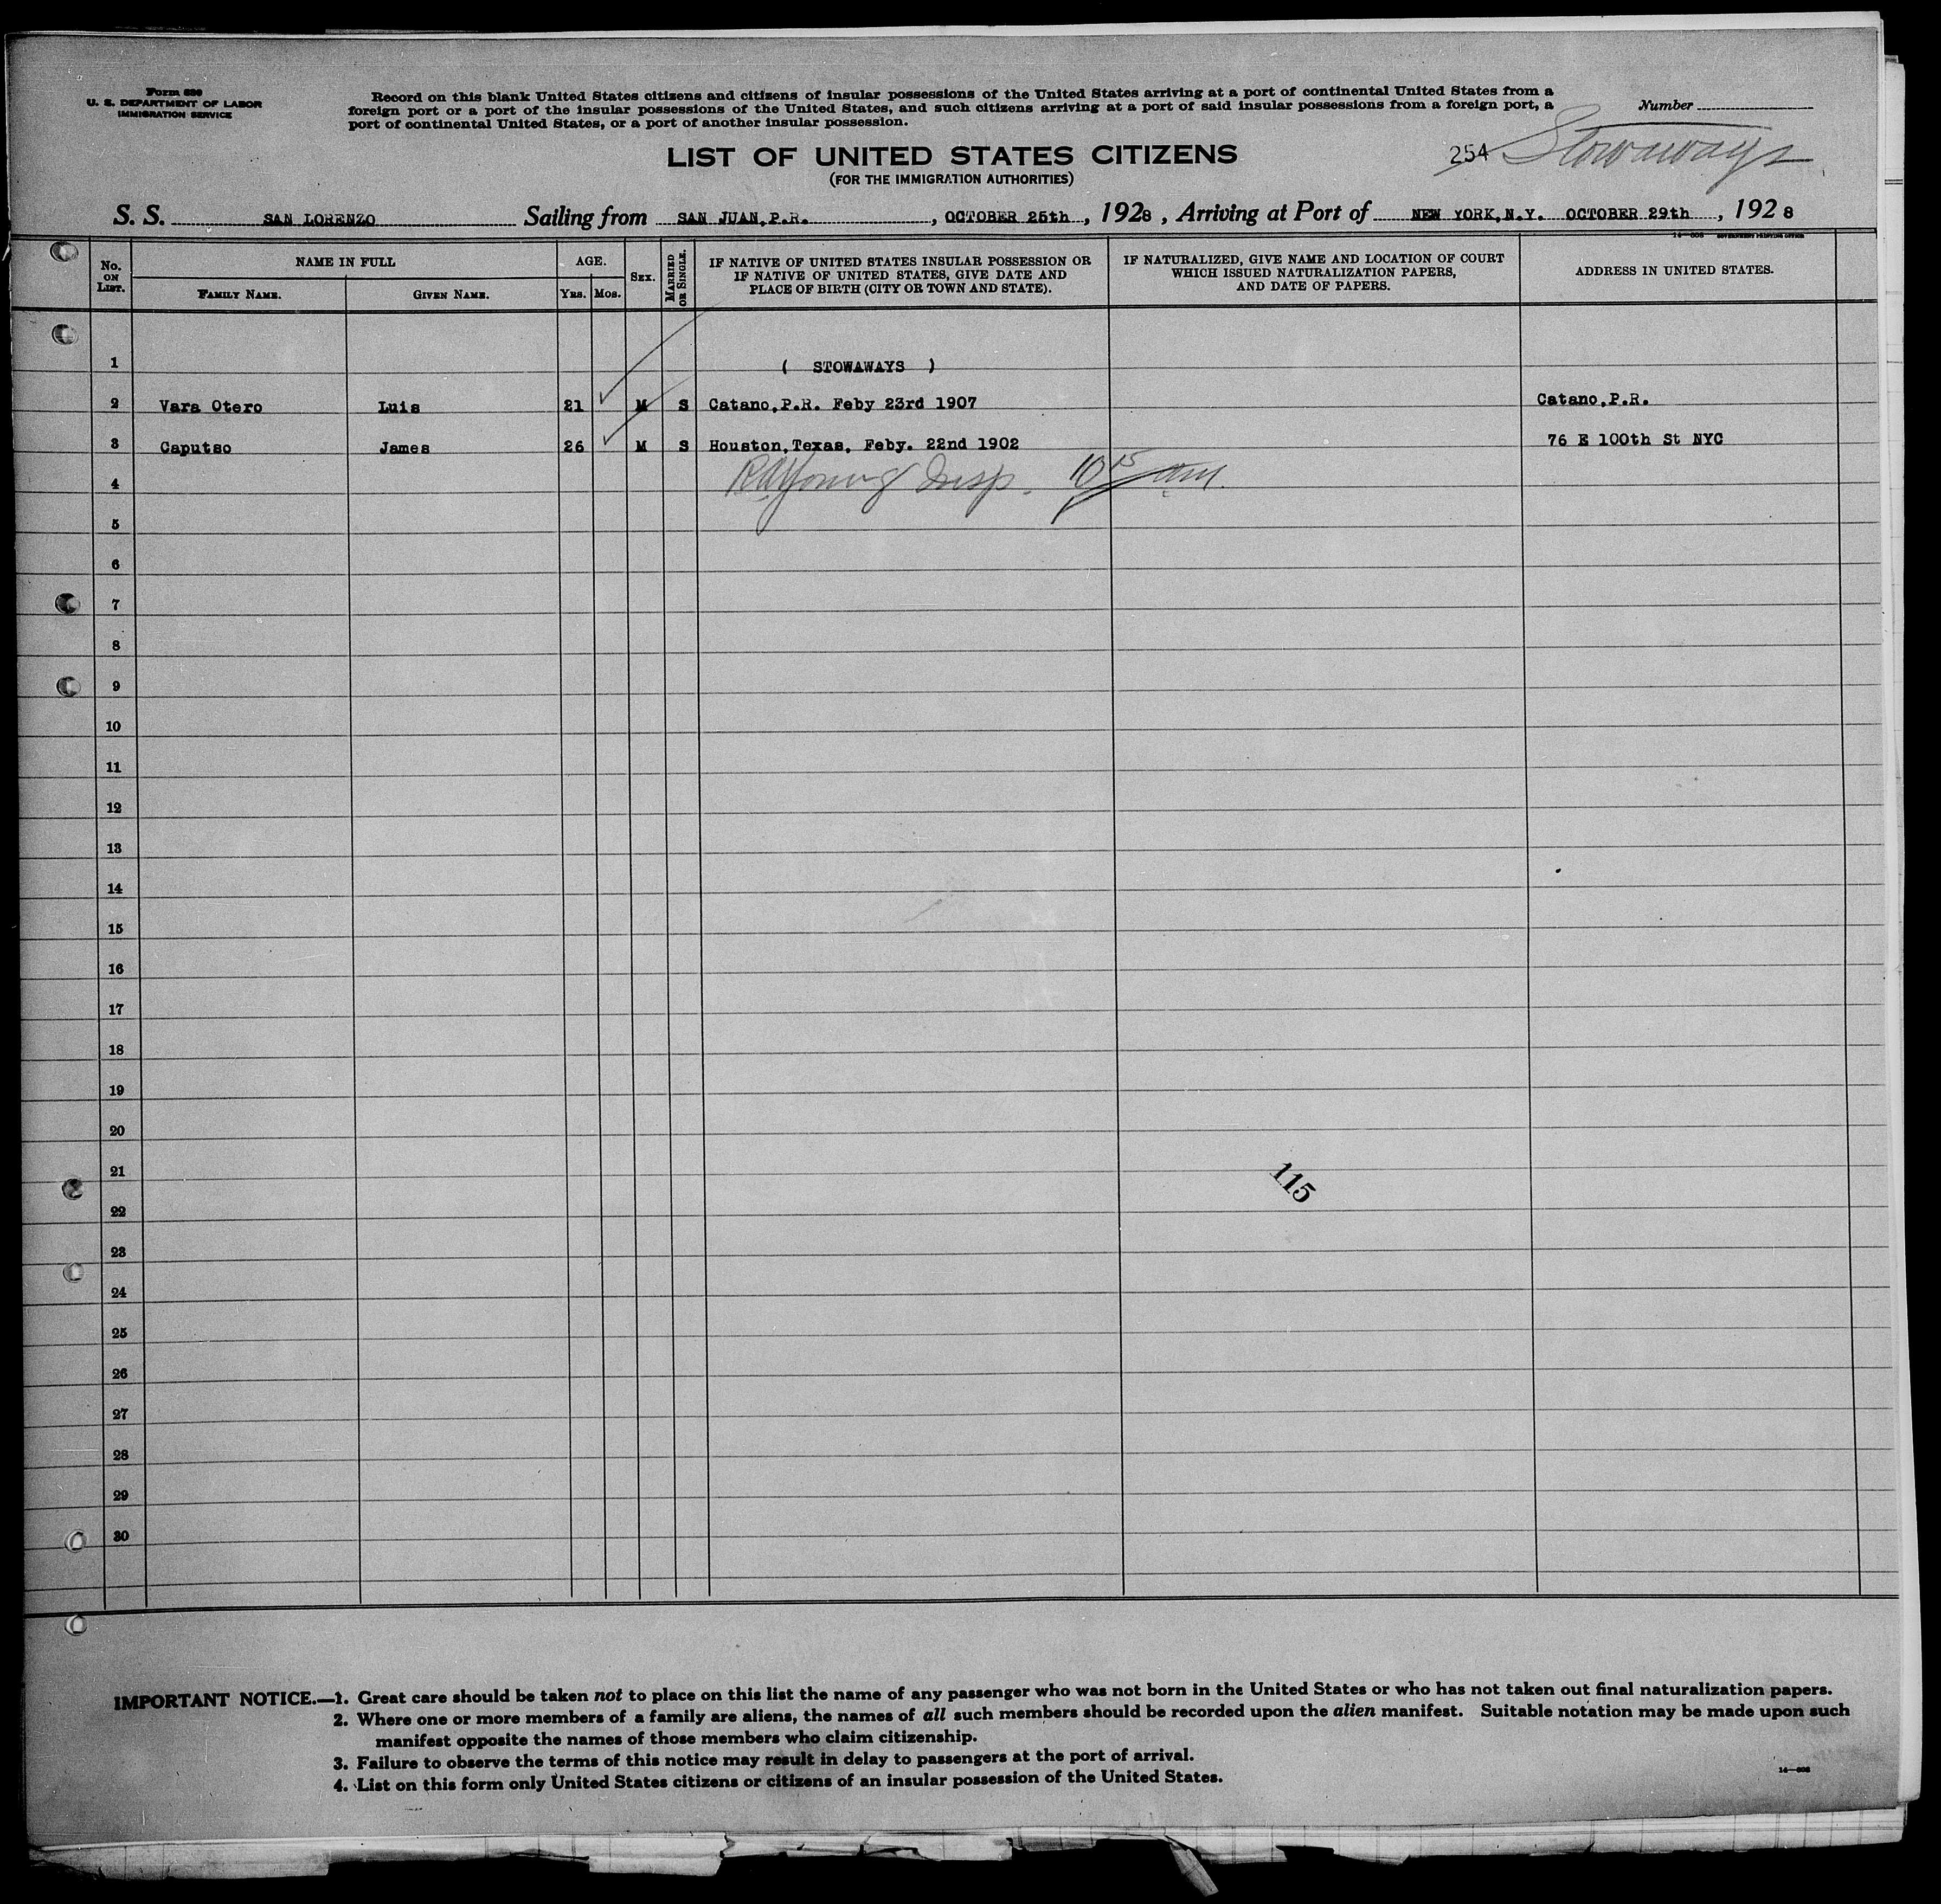 Form 630
U. S. DEPARTMENT OF LABOR
IMMIGRATION SERVICE
Record on this blank United States citizens and citizens of insular possessions of the United States arriving at a port of continental United States from a
foreign port or a port of the insular possessions of the United States, and such citizens arriving at a port of said insular possessions from a foreign port, a
port of continental United States, or a port of another insular possession.
Number
LIST OF UNITED STATES CITIZENS
(FOR THE IMMIGRATION AUTHORITIES)
254 Stowaways
S. S. SAN LORENZO Sailing from SAN JUAN,P.R. , OCTOBER 25th , 1928 , Arriving at Port of NEW YORK,N.Y. OCTOBER 29th , 1928
14—808 GOVERNMENT PRINTING OFFICE
No. ON LIST.
NAME IN FULL
FAMILY NAME.
GIVEN NAME.
AGE.
YRS. MOS.
SEX.
MARRIED OR SINGLE.
IF NATIVE OF UNITED STATES INSULAR POSSESSION OR
IF NATIVE OF UNITED STATES, GIVE DATE AND
PLACE OF BIRTH (CITY OR TOWN AND STATE).
IF NATURALIZED, GIVE NAME AND LOCATION OF COURT
WHICH ISSUED NATURALIZATION PAPERS,
AND DATE OF PAPERS.
ADDRESS IN UNITED STATES.
1 ( STOWAWAYS )
2 Vara Otero Luis 21 M S Catano,P.R. Feby 23rd 1907 Catano,P.R.
3 Caputso James 26 M S Houston,Texas, Feby. 22nd 1902 76 E 100th St NYC
4 Young Insp. 10 15 am.
5
6
7
8
9
10
11
12
13
14
15
16
17
18
19
20
21
115
22
23
24
25
26
27
28
29
30
IMPORTANT NOTICE.—1. Great care should be taken not to place on this list the name of any passenger who was not born in the United States or who has not taken out final naturalization papers.
2. Where one or more members of a family are aliens, the names of all such members should be recorded upon the alien manifest. Suitable notation may be made upon such
manifest opposite the names of those members who claim citizenship.
3. Failure to observe the terms of this notice may result in delay to passengers at the port of arrival.
4. List on this form only United States citizens or citizens of an insular possession of the United States.
14—808